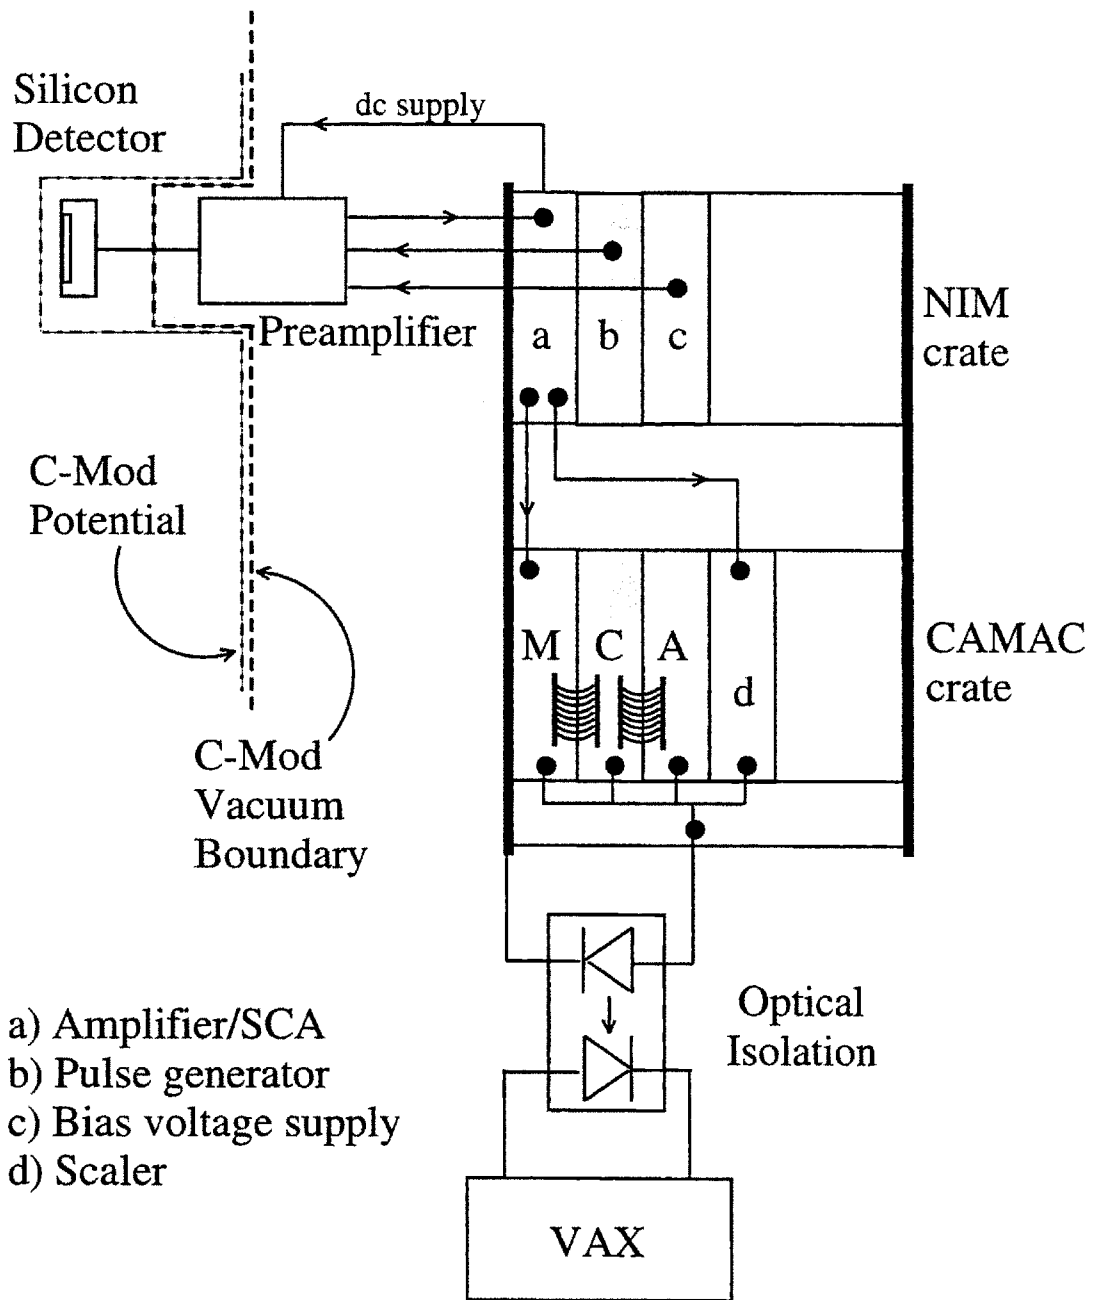 Silicon
Detector
dc supply
Preamplifier
a
b
c
NIM
crate
C-Mod
Potential
M
C
A
d
CAMAC
crate
C-Mod
Vacuum
Boundary
Optical
Isolation
a) Amplifier/SCA
b) Pulse generator
c) Bias voltage supply
d) Scaler
VAX